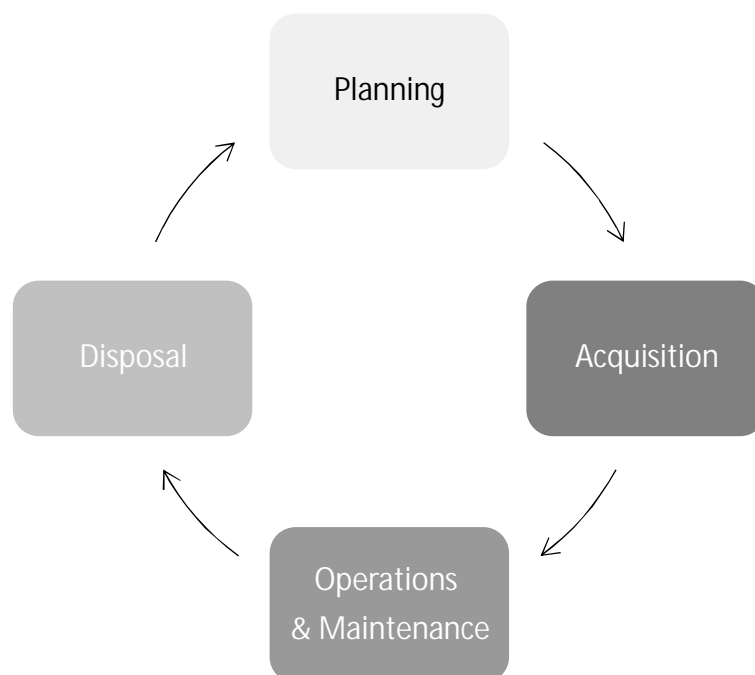 Planning
Acquisition
Operations
& Maintenance
Disposal